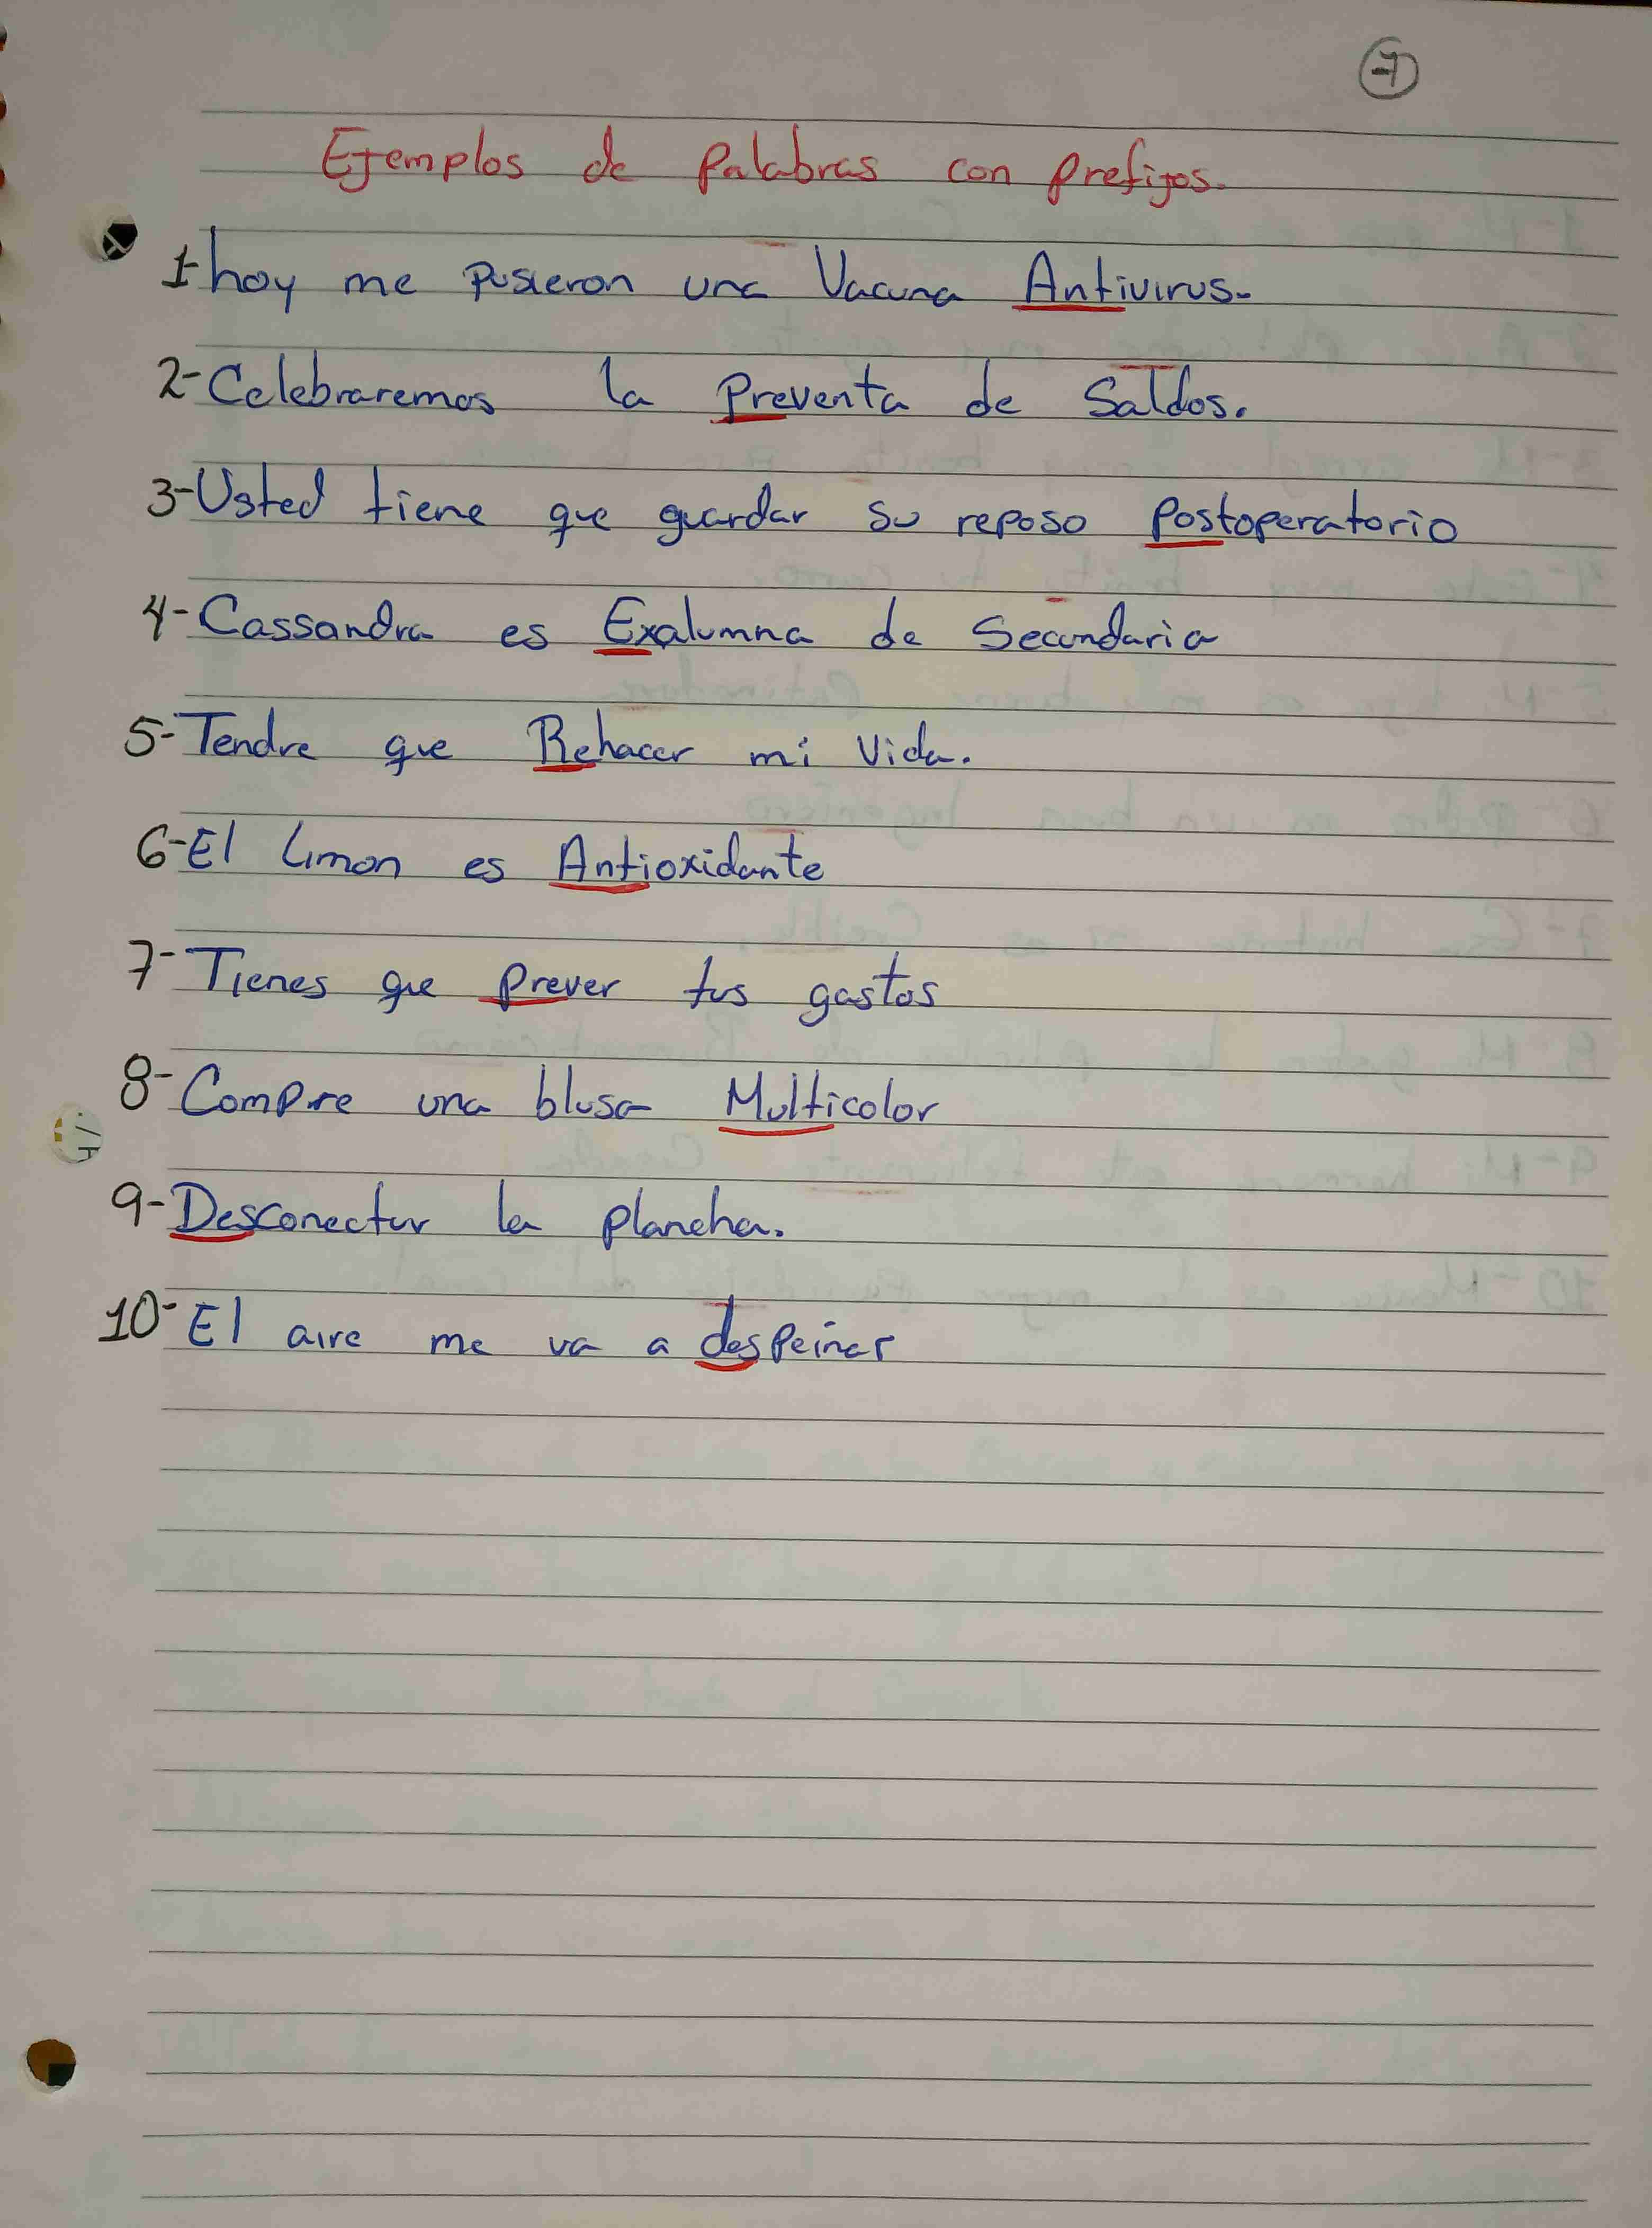 7
Ejemplos de Palabras con Prefijos.
1- hoy me pusieron una Vacuna Antivirus.
2- Celebraremos la Preventa de Saldos.
3- Usted tiene que guardar su reposo Postoperatorio
4- Cassandra es Exalumna de Secundaria
5- Tendre que Rehacer mi Vida.
6- El limon es Antioxidante
7- Tienes que Prever tus gastos
8- Compre una blusa Multicolor
9- Desconectar la plancha.
10- El aire me va a despeinar